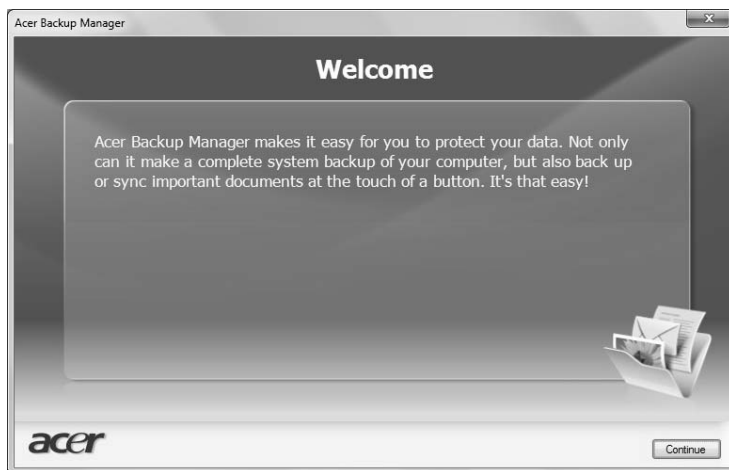 Acer Backup Manager
x
Welcome
Acer Backup Manager makes it easy for you to protect your data. Not only
can it make a complete system backup of your computer, but also back up
or sync important documents at the touch of a button. It's that easy!
acer
Continue